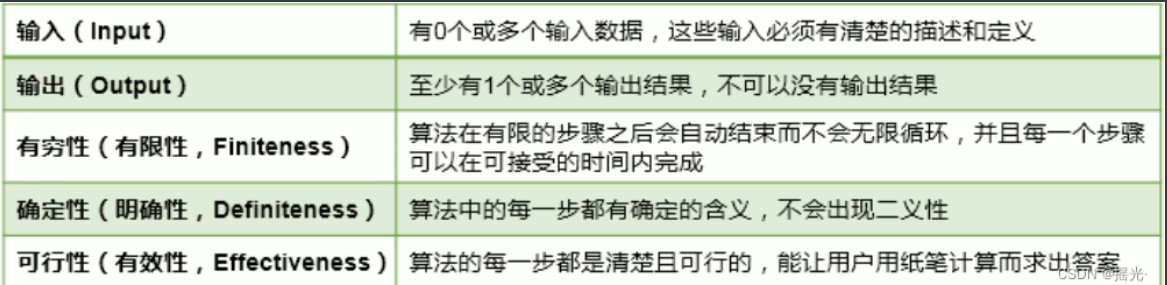 输入（Input） 有0个或多个输入数据，这些输入必须有清楚的描述和定义
输出（Output） 至少有1个或多个输出结果，不可以没有输出结果
有穷性（有限性，Finiteness） 算法在有限的步骤之后会自动结束而不会无限循环，并且每一个步骤
可以在可接受的时间内完成
确定性（明确性，Definiteness） 算法中的每一步都有确定的含义，不会出现二义性
可行性（有效性，Effectiveness） 算法的每一步都是清楚且可行的，能让用户用纸笔计算而求出答案
CSDN @摇光·